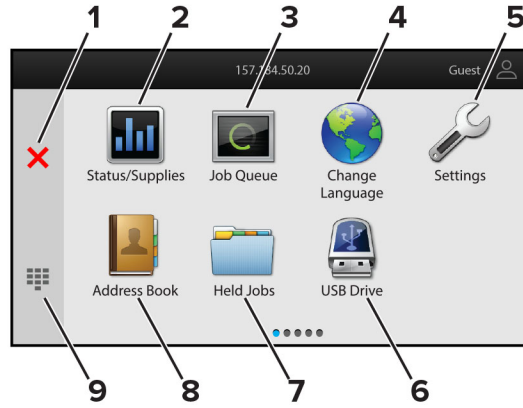 1 2 3 4 5
157.184.50.20 Guest
Status/Supplies Job Queue Change Language Settings
Address Book Held Jobs USB Drive
9 8 7 6